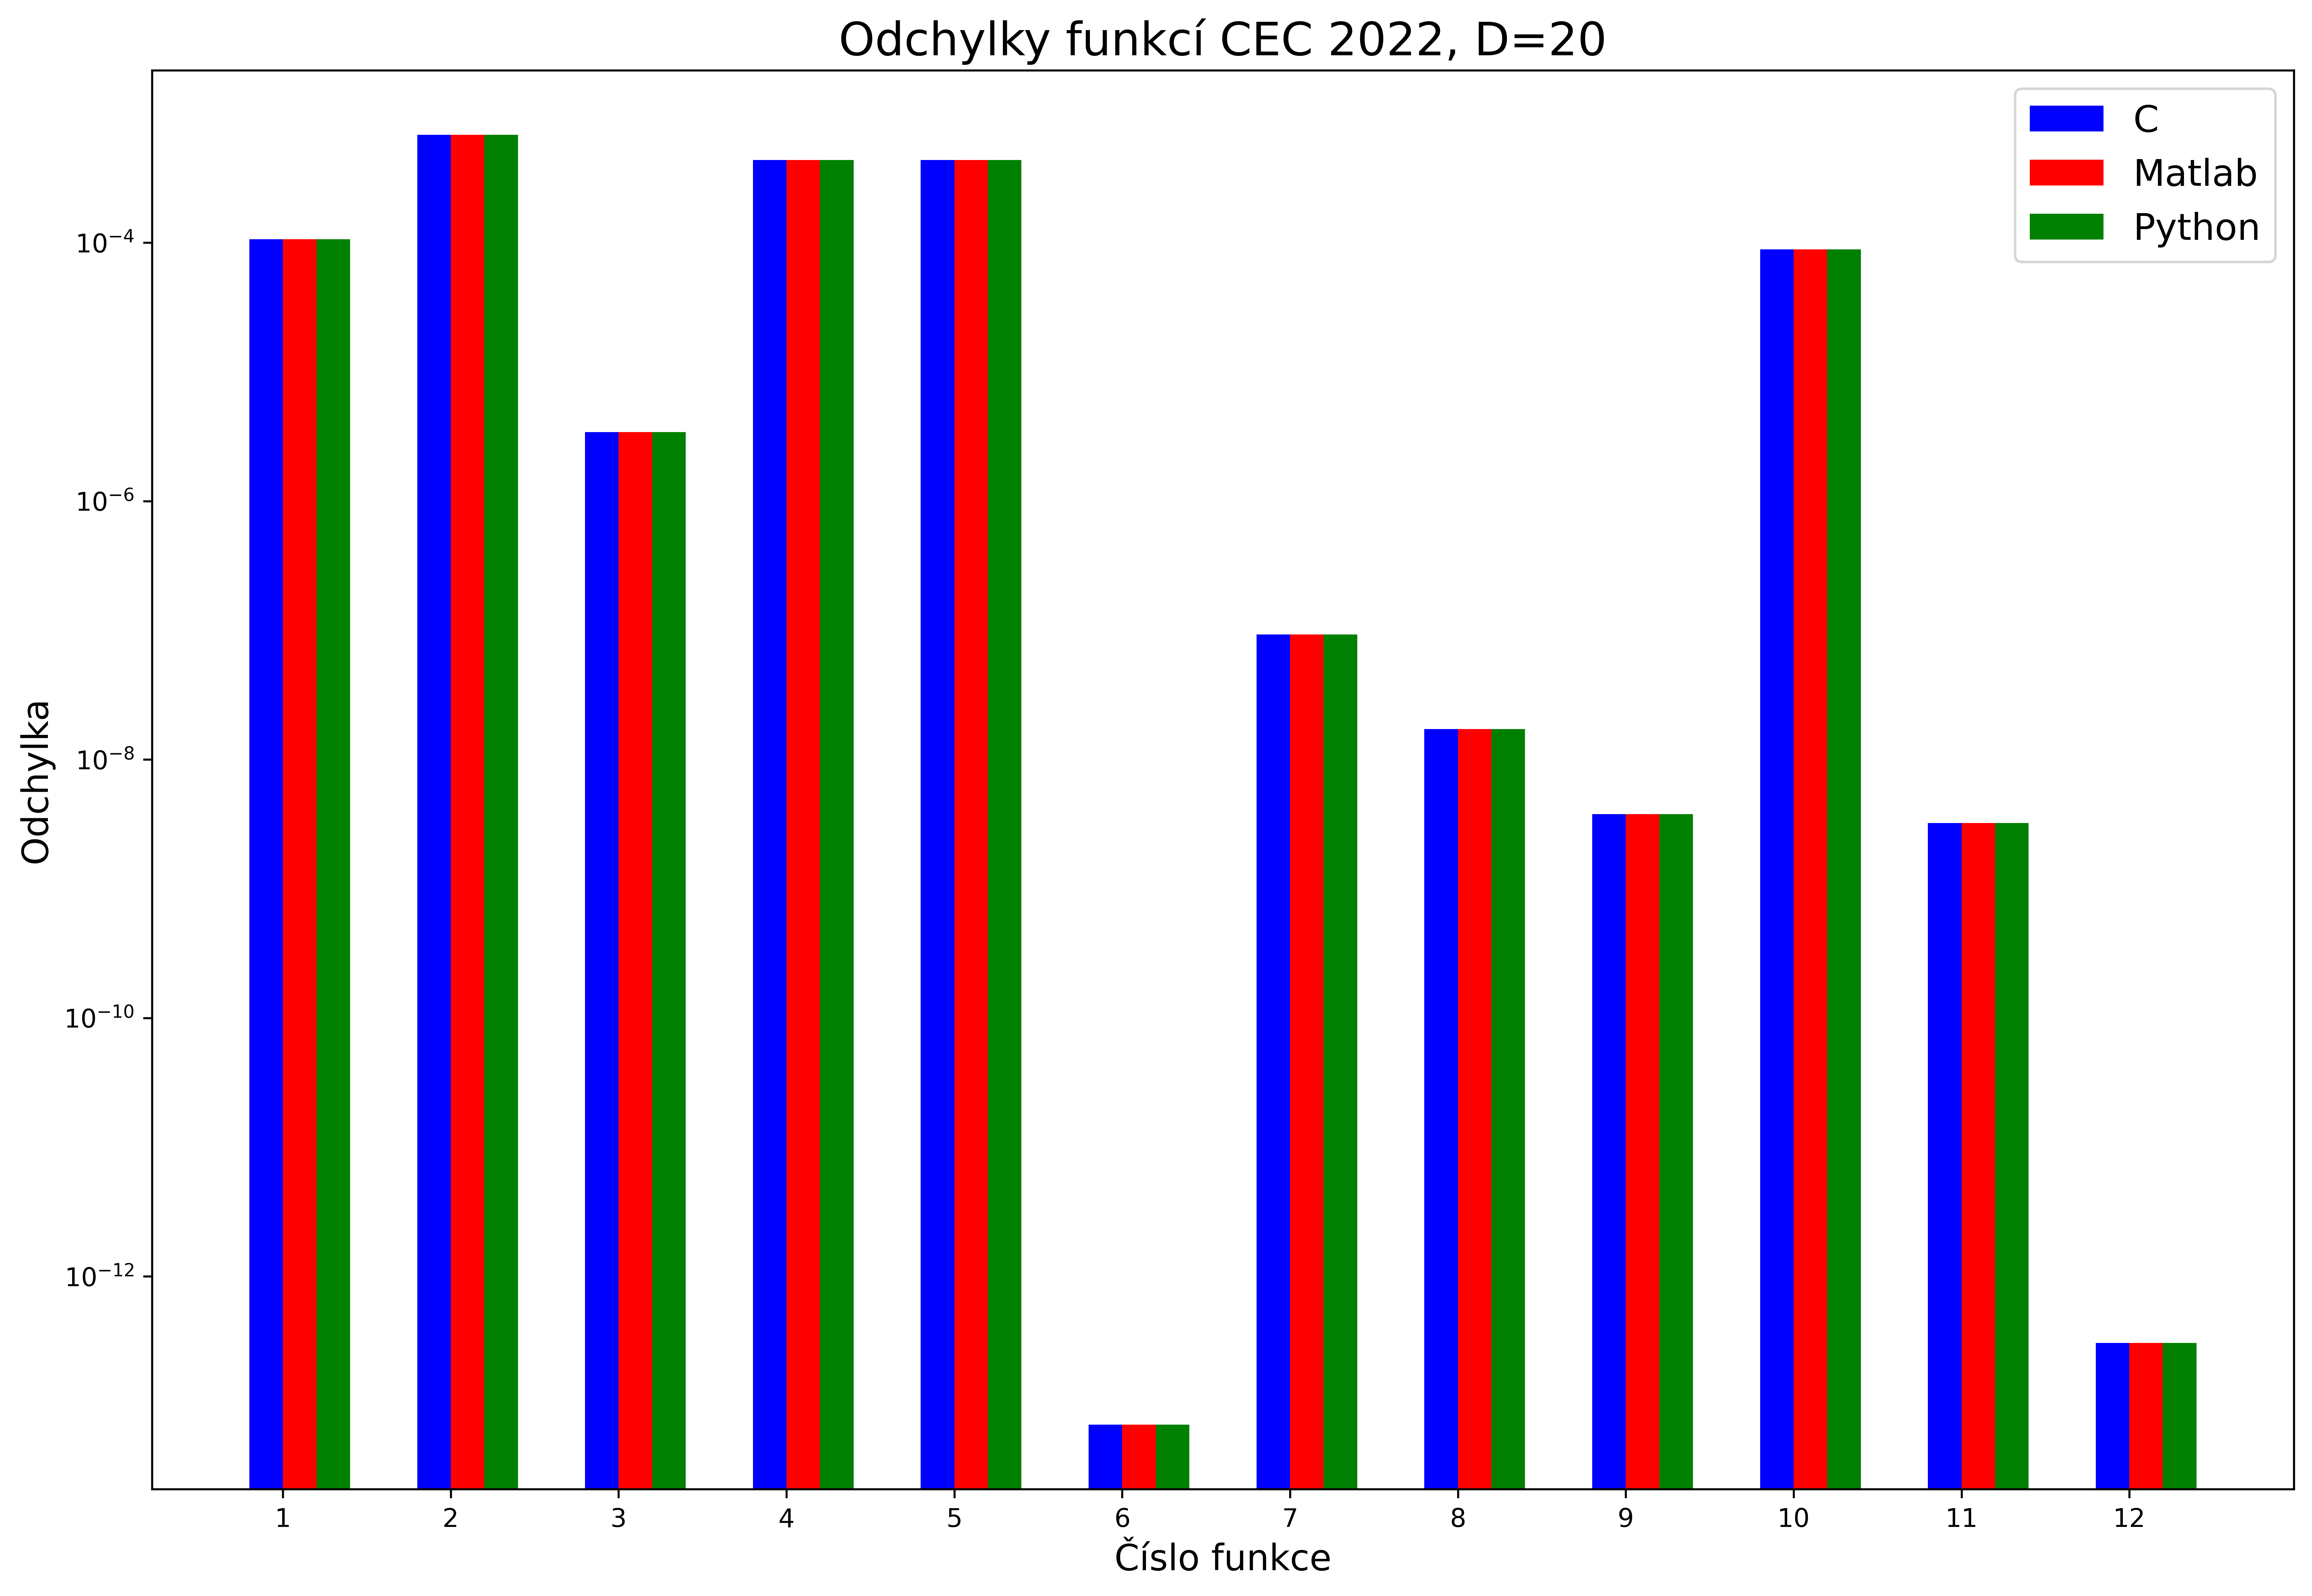 Odchylky funkcí CEC 2022, D=20
C
Matlab
Python
10⁻⁴
10⁻⁶
10⁻⁸
10⁻¹⁰
10⁻¹²
Odchylka
1 2 3 4 5 6 7 8 9 10 11 12
Číslo funkce